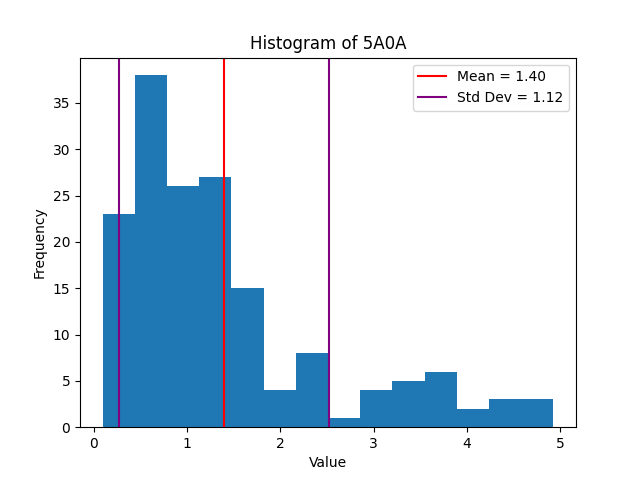 Histogram of 5A0A
Mean = 1.40
Std Dev = 1.12
Frequency
35
30
25
20
15
10
5
0
0 1 2 3 4 5
Value